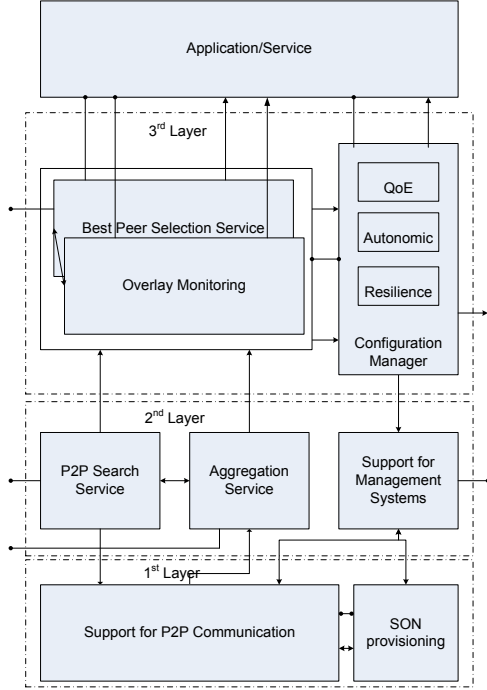 Application/Service
3rd Layer
Best Peer Selection Service
Overlay Monitoring
QoE
Autonomic
Resilience
Configuration
Manager
2nd Layer
P2P Search
Service
Aggregation
Service
Support for
Management
Systems
1st Layer
Support for P2P Communication
SON
provisioning